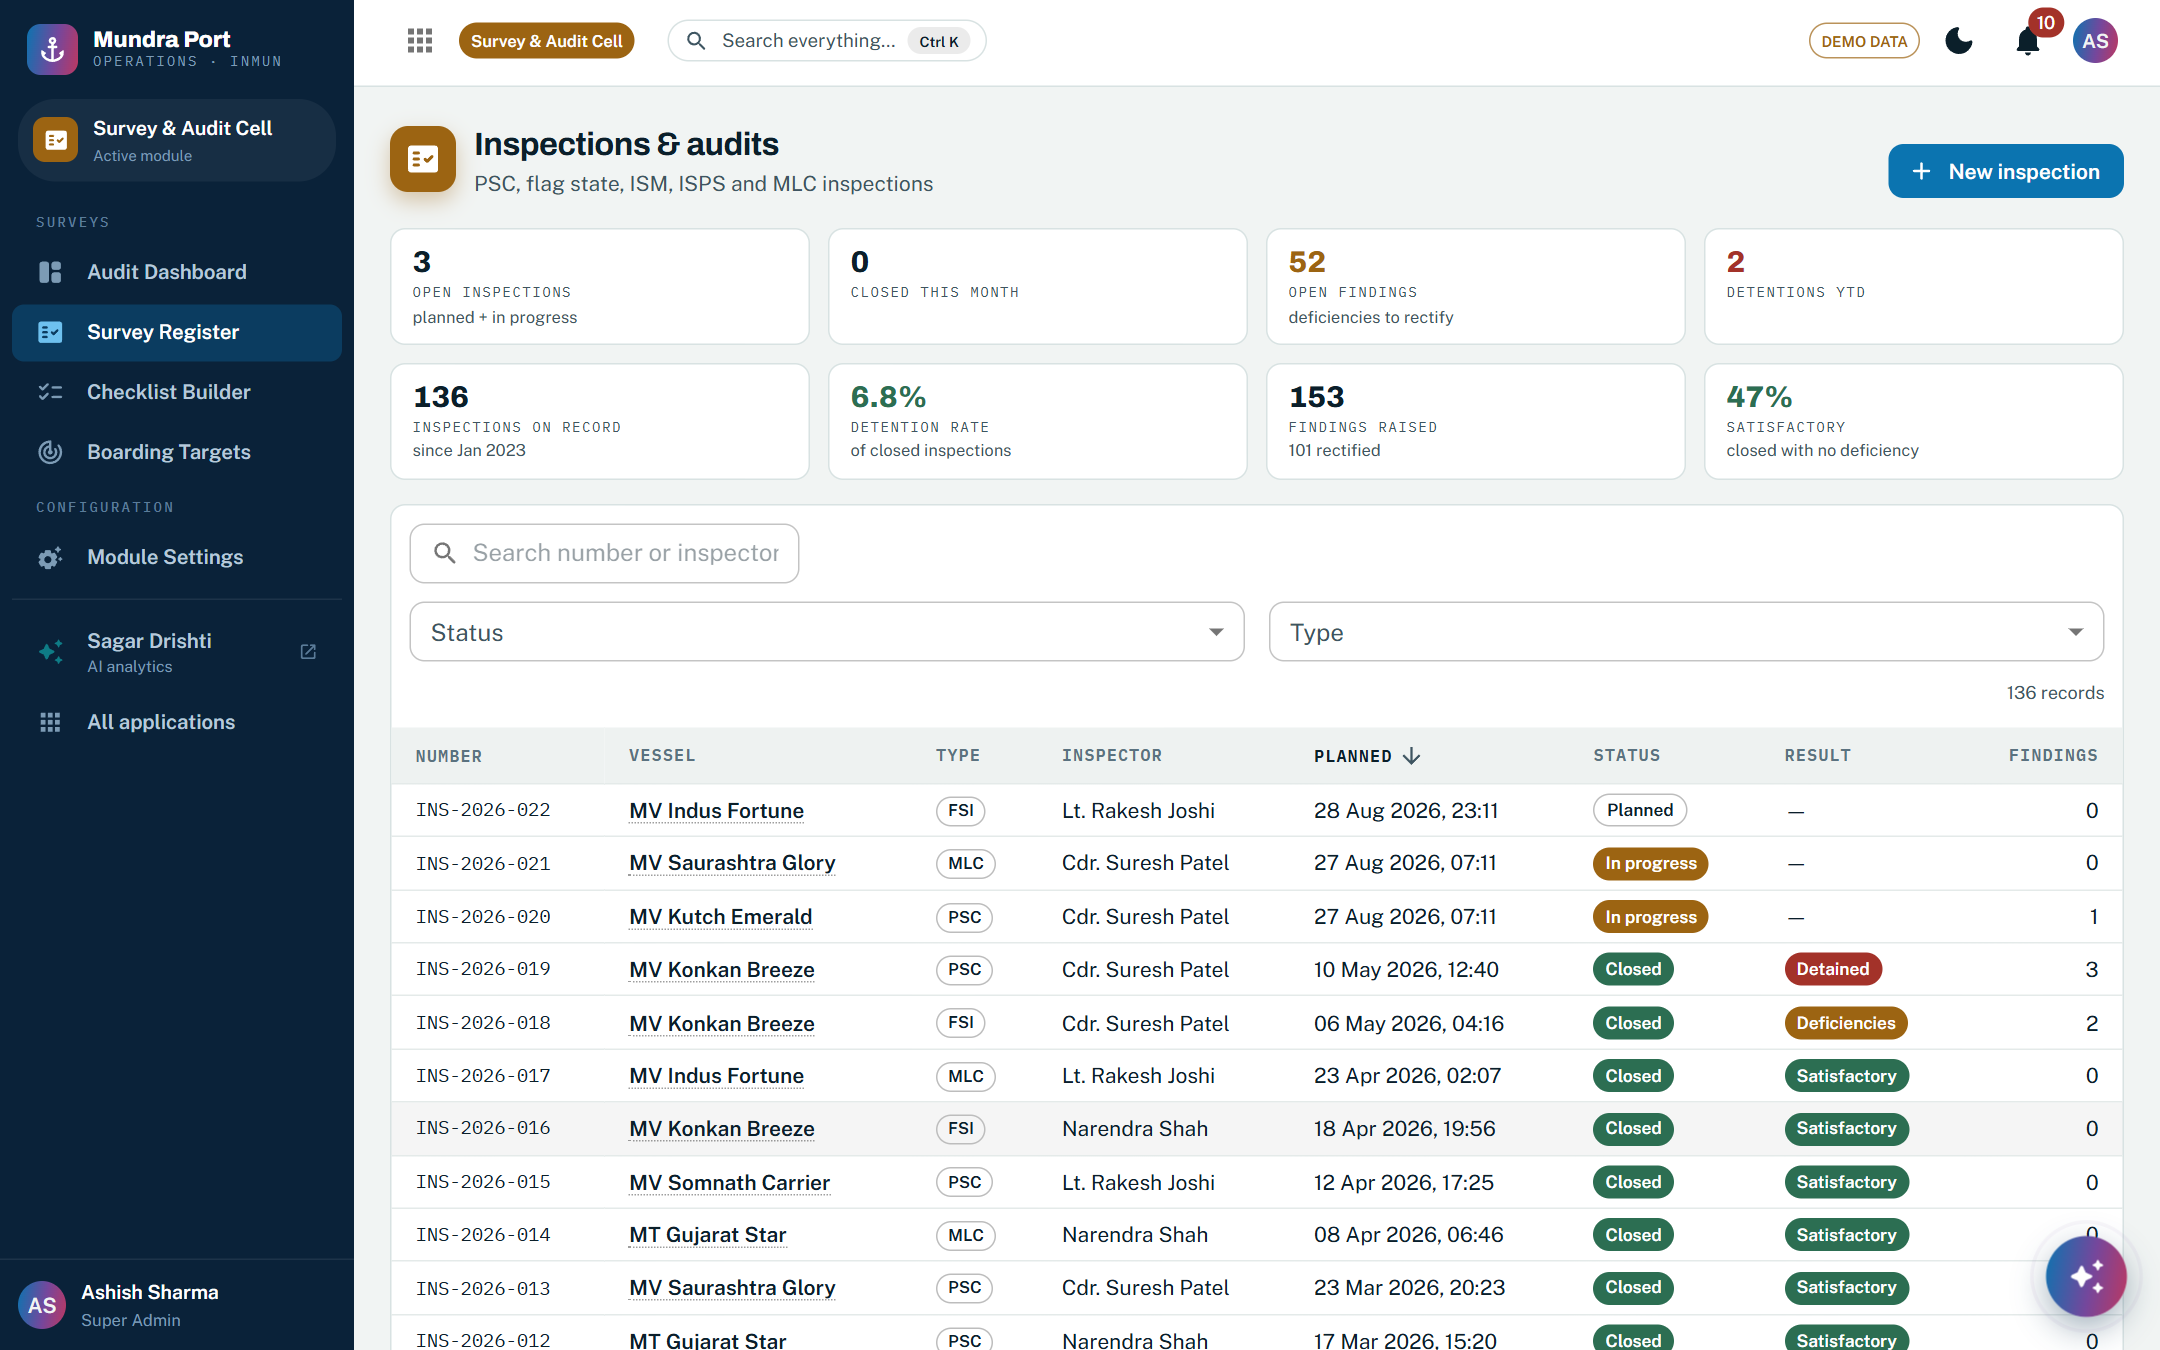 Mundra Port
OPERATIONS · INMUN
Survey & Audit Cell
Active module
SURVEYS
Audit Dashboard
Survey Register
Checklist Builder
Boarding Targets
CONFIGURATION
Module Settings
Sagar Drishti
AI analytics
All applications
AS
Ashish Sharma
Super Admin
Survey & Audit Cell
Search everything...
Ctrl K
DEMO DATA
10
AS
Inspections & audits
PSC, flag state, ISM, ISPS and MLC inspections
New inspection
3
OPEN INSPECTIONS
planned + in progress
0
CLOSED THIS MONTH
52
OPEN FINDINGS
deficiencies to rectify
2
DETENTIONS YTD
136
INSPECTIONS ON RECORD
since Jan 2023
6.8%
DETENTION RATE
of closed inspections
153
FINDINGS RAISED
101 rectified
47%
SATISFACTORY
closed with no deficiency
Search number or inspector
Status
Type
136 records
NUMBER VESSEL TYPE INSPECTOR PLANNED STATUS RESULT FINDINGS
INS-2026-022 MV Indus Fortune FSI Lt. Rakesh Joshi 28 Aug 2026, 23:11 Planned — 0
INS-2026-021 MV Saurashtra Glory MLC Cdr. Suresh Patel 27 Aug 2026, 07:11 In progress — 0
INS-2026-020 MV Kutch Emerald PSC Cdr. Suresh Patel 27 Aug 2026, 07:11 In progress — 1
INS-2026-019 MV Konkan Breeze PSC Cdr. Suresh Patel 10 May 2026, 12:40 Closed Detained 3
INS-2026-018 MV Konkan Breeze FSI Cdr. Suresh Patel 06 May 2026, 04:16 Closed Deficiencies 2
INS-2026-017 MV Indus Fortune MLC Lt. Rakesh Joshi 23 Apr 2026, 02:07 Closed Satisfactory 0
INS-2026-016 MV Konkan Breeze FSI Narendra Shah 18 Apr 2026, 19:56 Closed Satisfactory 0
INS-2026-015 MV Somnath Carrier PSC Lt. Rakesh Joshi 12 Apr 2026, 17:25 Closed Satisfactory 0
INS-2026-014 MT Gujarat Star MLC Narendra Shah 08 Apr 2026, 06:46 Closed Satisfactory 0
INS-2026-013 MV Saurashtra Glory PSC Cdr. Suresh Patel 23 Mar 2026, 20:23 Closed Satisfactory
INS-2026-012 MT Gujarat Star PSC Narendra Shah 17 Mar 2026, 15:20 Closed Satisfactory 0